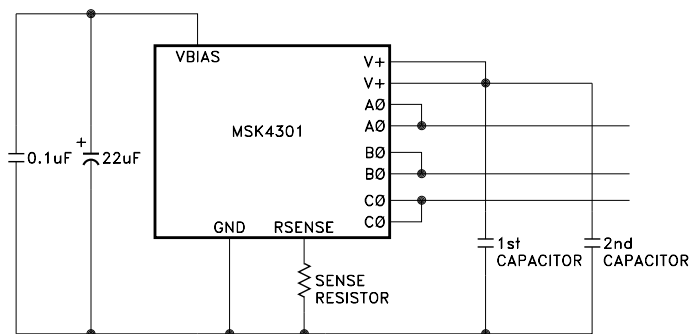 VBIAS
V+
V+
AØ
AØ
MSK4301
BØ
BØ
CØ
CØ
+
0.1uF
22uF
GND
RSENSE
1st
CAPACITOR
2nd
CAPACITOR
SENSE
RESISTOR